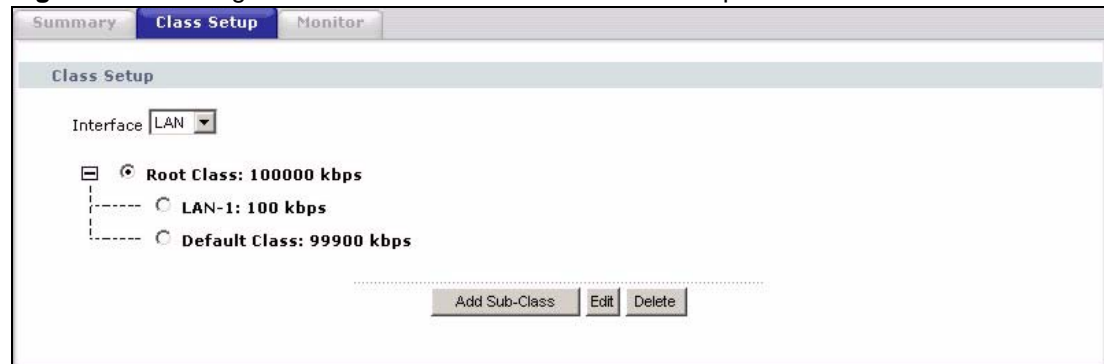 Summary Class Setup Monitor
Class Setup
Interface LAN
Root Class: 100000 kbps
LAN-1: 100 kbps
Default Class: 99900 kbps
Add Sub-Class Edit Delete